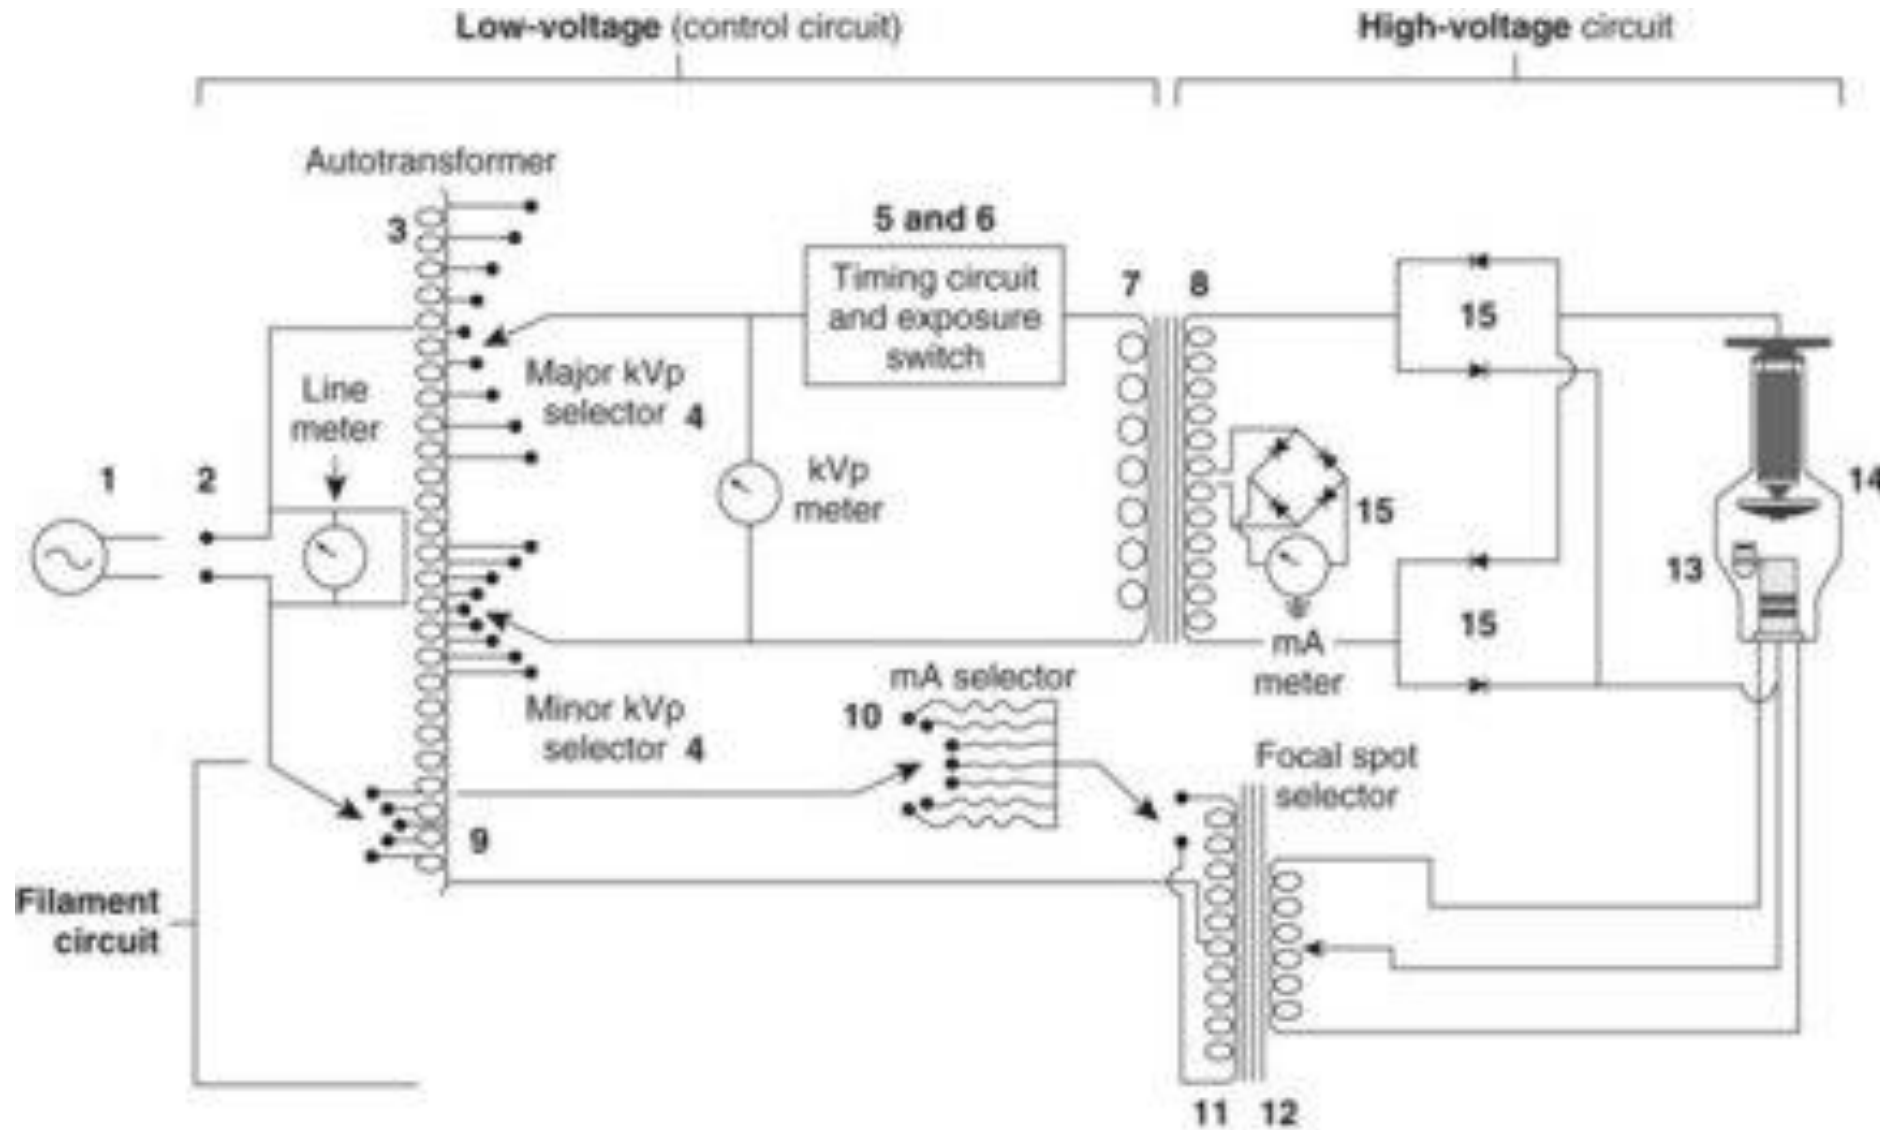 Low-voltage (control circuit)
High-voltage circuit
Autotransformer
3
5 and 6
Timing circuit
and exposure
switch
7
8
15
Major kVp
selector 4
Line
meter
kVp
meter
1
2
15
14
13
15
mA
meter
mA selector
10
Minor kVp
selector 4
Focal spot
selector
9
Filament
circuit
11
12